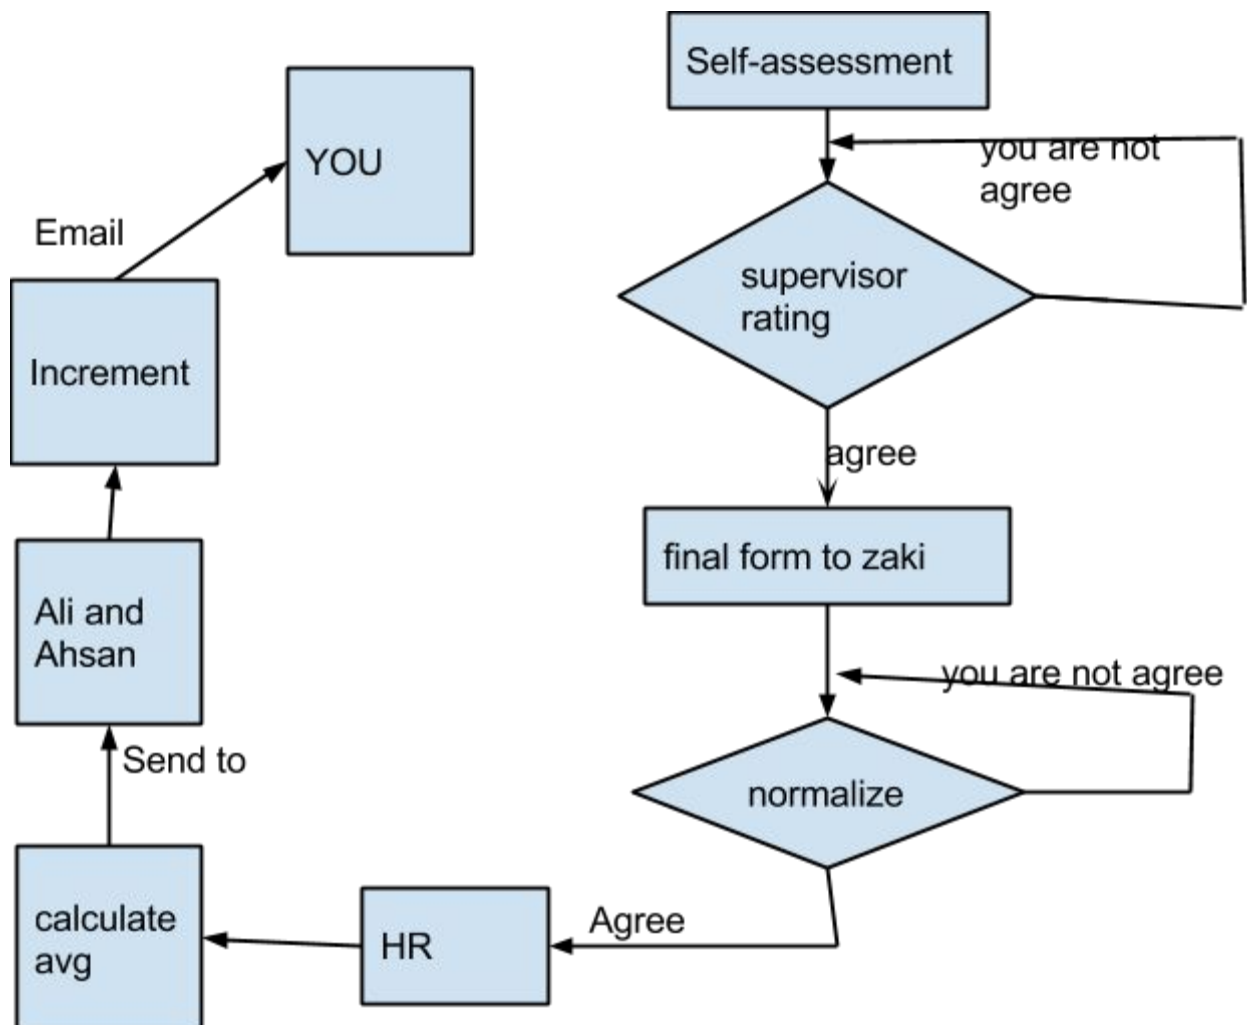 Self-assessment
you are not
agree
supervisor
rating
agree
final form to zaki
you are not agree
normalize
Agree
HR
calculate
avg
Send to
Ali and
Ahsan
Increment
Email
YOU